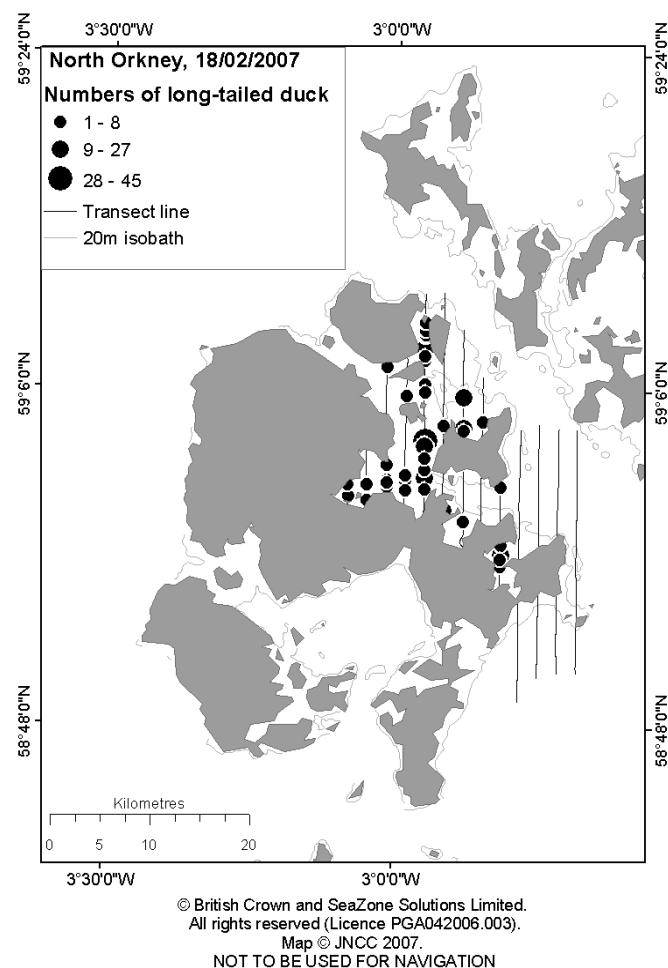 3°30'0"W 3°0'0"W
59°24'0"N 59°24'0"N
North Orkney, 18/02/2007
Numbers of long-tailed duck
1 - 8
9 - 27
28 - 45
Transect line
20m isobath
59°6'0"N 59°6'0"N
58°48'0"N 58°48'0"N
Kilometres
0 5 10 20
3°30'0"W 3°0'0"W
© British Crown and SeaZone Solutions Limited.
All rights reserved (Licence PGA042006.003).
Map © JNCC 2007.
NOT TO BE USED FOR NAVIGATION